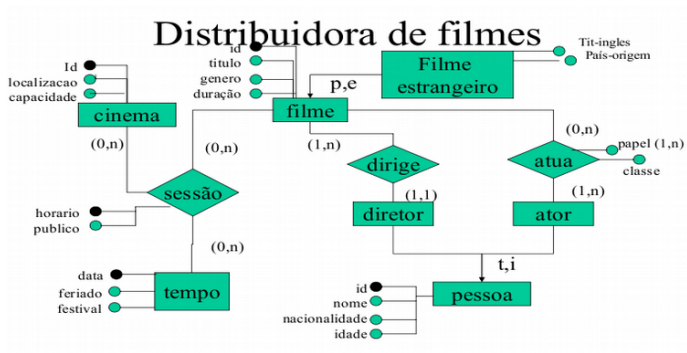 Distribuidora de filmes
id
titulo
genero
duração
Id
localizacao
capacidade
cinema
p,e
Filme
estrangeiro
Tit-ingles
País-origem
filme
(0,n)
(0,n)
(1,n)
(0,n)
dirige
atua
papel (1,n)
classe
sessão
(1,1)
(1,n)
diretor
ator
horario
publico
(0,n)
t,i
data
feriado
festival
tempo
id
nome
nacionalidade
idade
pessoa